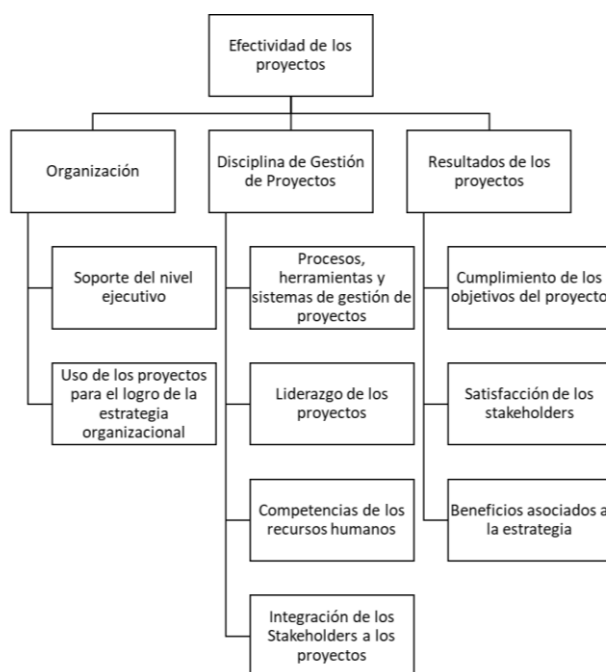 Efectividad de los
proyectos
Organización
Disciplina de Gestión
de Proyectos
Resultados de los
proyectos
Soporte del nivel
ejecutivo
Uso de los proyectos
para el logro de la
estrategia
organizacional
Procesos,
herramientas y
sistemas de gestión de
proyectos
Liderazgo de los
proyectos
Competencias de los
recursos humanos
Integración de los
Stakeholders a los
proyectos
Cumplimiento de los
objetivos del proyecto
Satisfacción de los
stakeholders
Beneficios asociados a
la estrategia